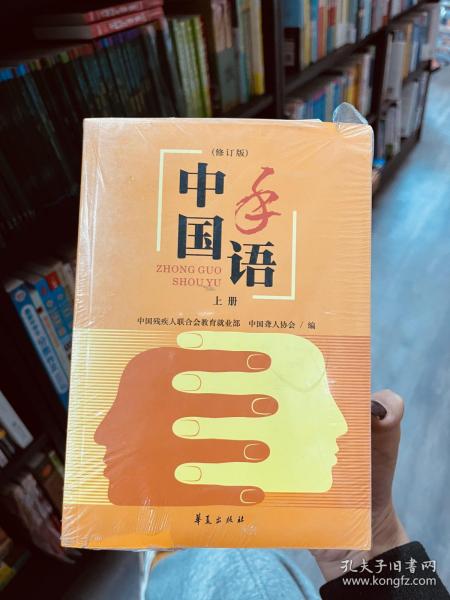 (修订版)
中国手语
ZHONG GUO
SHOU YU
上册
中国残疾人联合会教育就业部 中国聋人协会 / 编
华夏出版社
孔夫子旧书网
www.kongfz.com